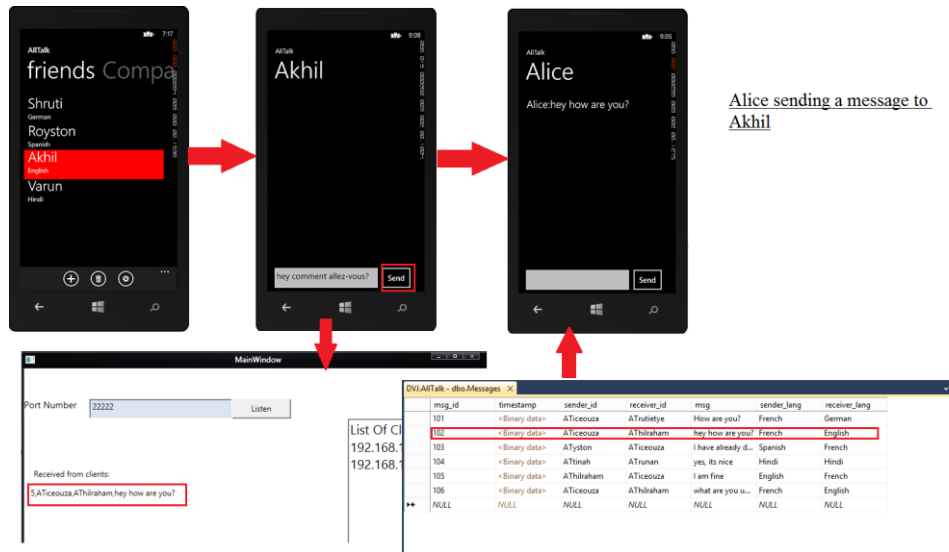 7:17
AllTalk
friends Compa
Shruti
German
Royston
Spanish
Akhil
English
Varun
Hindi
9:08
AllTalk
Akhil
hey comment allez-vous?
Send
9:05
AllTalk
Alice
Alice:hey how are you?
Send
Alice sending a message to
Akhil
MainWindow
Port Number
22222
Listen
List Of Cl
192.168.1
192.168.
Received from clients:
5,ATiceouza,AThilraham,hey how are you?
DVJ.AllTalk - dbo.Messages
msg_id timestamp sender_id receiver_id msg sender_lang receiver_lang
101 <Binary data> ATiceouza ATrutietye How are you? French German
102 <Binary data> ATiceouza AThilraham hey how are you? French English
103 <Binary data> ATyston ATiceouza I have already d... Spanish French
104 <Binary data> ATtinah ATrunan yes, its nice Hindi Hindi
105 <Binary data> AThilraham ATiceouza I am fine English French
106 <Binary data> ATiceouza AThilraham what are you u... French English
NULL NULL NULL NULL NULL NULL NULL